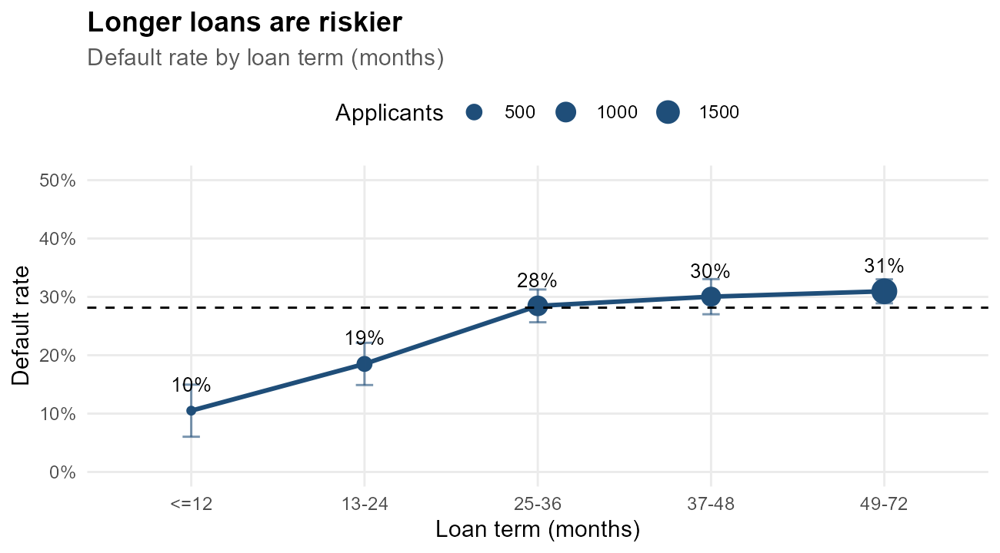 Longer loans are riskier
Default rate by loan term (months)
Applicants 500 1000 1500
50%
40%
30%
20%
10%
0%
Default rate
10%
19%
28%
30%
31%
<=12 13-24 25-36 37-48 49-72
Loan term (months)